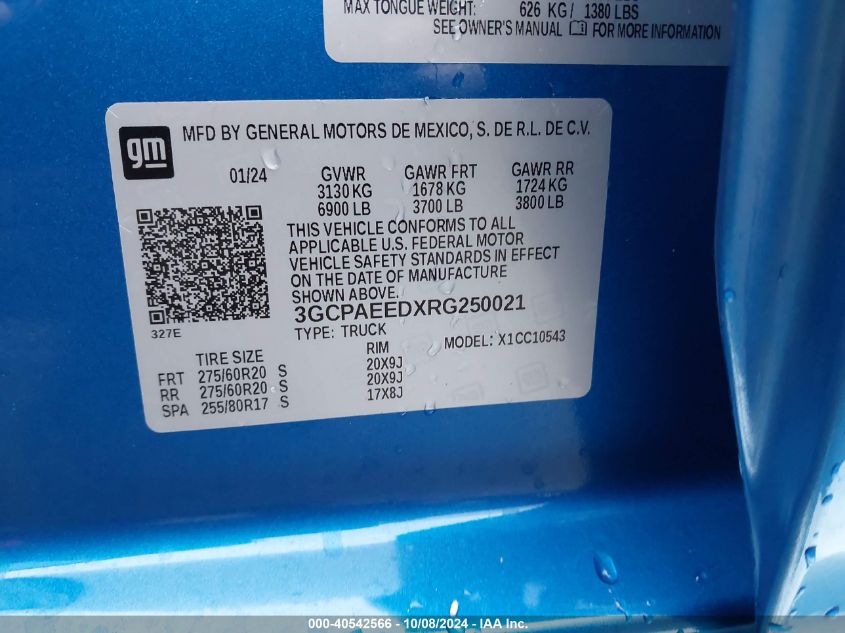 MAX TONGUE WEIGHT: 626 KG / 1380 LBS
SEE OWNER'S MANUAL FOR MORE INFORMATION
gm
MFD BY GENERAL MOTORS DE MEXICO, S. DE R.L. DE C.V.
01/24 GVWR GAWR FRT GAWR RR
3130 KG 1678 KG 1724 KG
6900 LB 3700 LB 3800 LB
THIS VEHICLE CONFORMS TO ALL
APPLICABLE U.S. FEDERAL MOTOR
VEHICLE SAFETY STANDARDS IN EFFECT
ON THE DATE OF MANUFACTURE
SHOWN ABOVE.
3GCPAEEDXRG250021
327E
TYPE: TRUCK
MODEL: X1CC10543
TIRE SIZE RIM
FRT 275/60R20 S 20X9J
RR 275/60R20 S 20X9J
SPA 255/80R17 S 17X8J
000-40542566 - 10/08/2024 - IAA Inc.